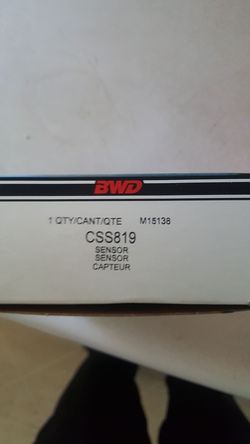 BWD
1 QTY/CANT/QTE M15138
CSS819
SENSOR
SENSOR
CAPTEUR